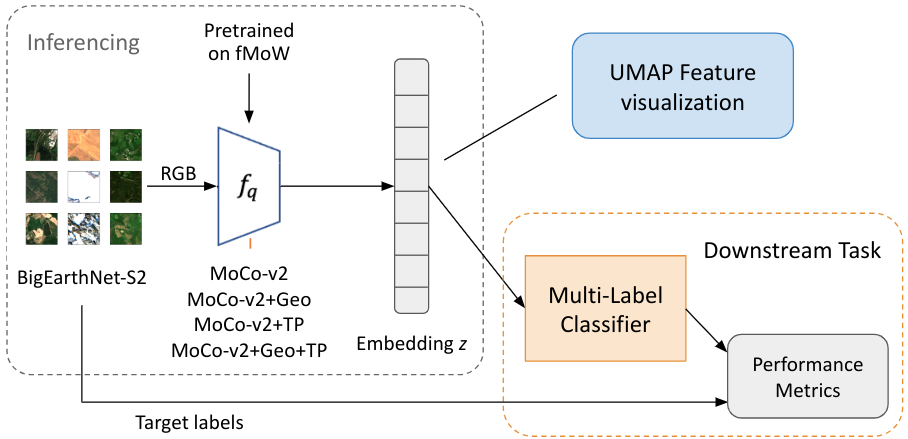 Inferencing
Pretrained
on fMoW
UMAP Feature
visualization
RGB
f_q
BigEarthNet-S2
MoCo-v2
MoCo-v2+Geo
MoCo-v2+TP
MoCo-v2+Geo+TP
Embedding z
Downstream Task
Multi-Label
Classifier
Performance
Metrics
Target labels